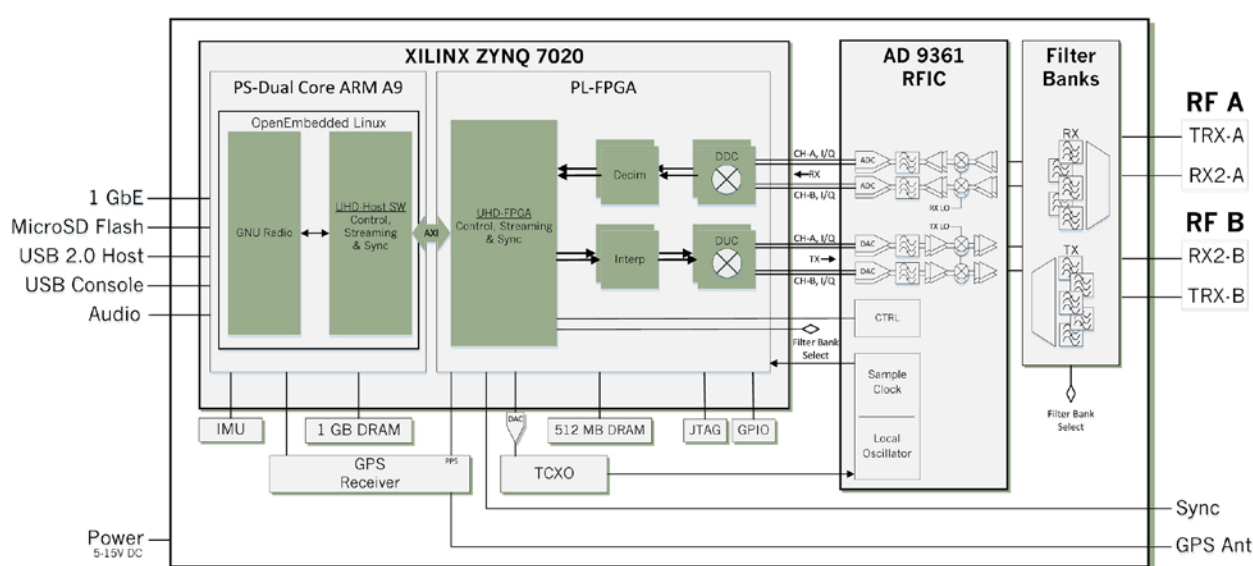 XILINX ZYNQ 7020
PS-Dual Core ARM A9
OpenEmbedded Linux
GNU Radio
UHD-Host SW
Control,
Streaming
& Sync
AXI
PL-FPGA
UHD-FPGA
Control, Streaming
& Sync
Decim
DDC
Interp
DUC
CH-A, I/Q
RX
CH-B, I/Q
CH-A, I/Q
TX
CH-B, I/Q
Filter Bank
Select
AD 9361
RFIC
ADC
ADC
RX LO
TX LO
DAC
DAC
CTRL
Sample
Clock
Local
Oscillator
Filter
Banks
RX
TX
Filter Bank
Select
RF A
TRX-A
RX2-A
RF B
RX2-B
TRX-B
1 GbE
MicroSD Flash
USB 2.0 Host
USB Console
Audio
IMU
1 GB DRAM
DAC
512 MB DRAM
JTAG
GPIO
GPS
Receiver
PPS
TCXO
Power
5-15V DC
Sync
GPS Ant